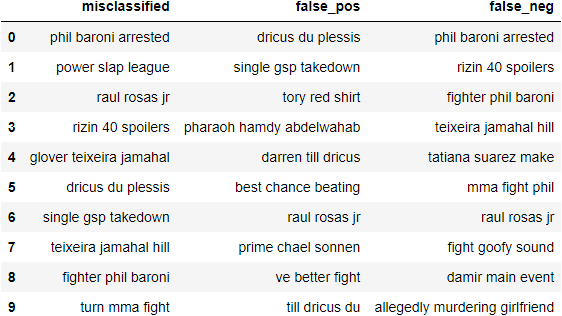 misclassified false_pos false_neg
0 phil baroni arrested dricus du plessis phil baroni arrested
1 power slap league single gsp takedown rizin 40 spoilers
2 raul rosas jr tory red shirt fighter phil baroni
3 rizin 40 spoilers pharaoh hamdy abdelwahab teixeira jamahal hill
4 glover teixeira jamahal darren till dricus tatiana suarez make
5 dricus du plessis best chance beating mma fight phil
6 single gsp takedown raul rosas jr raul rosas jr
7 teixeira jamahal hill prime chael sonnen fight goofy sound
8 fighter phil baroni ve better fight damir main event
9 turn mma fight till dricus du allegedly murdering girlfriend